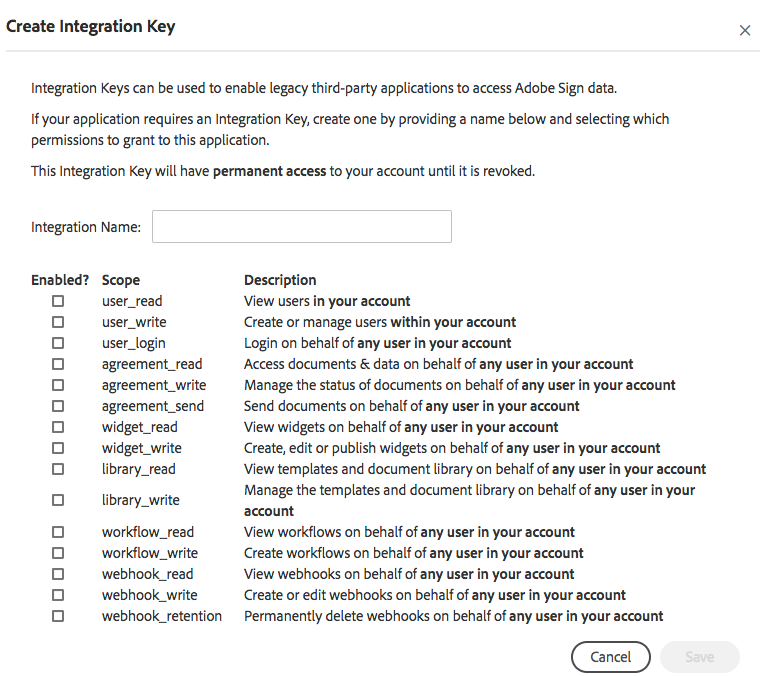 Create Integration Key
Integration Keys can be used to enable legacy third-party applications to access Adobe Sign data.
If your application requires an Integration Key, create one by providing a name below and selecting which
permissions to grant to this application.
This Integration Key will have permanent access to your account until it is revoked.
Integration Name:
Enabled? Scope Description
user_read View users in your account
user_write Create or manage users within your account
user_login Login on behalf of any user in your account
agreement_read Access documents & data on behalf of any user in your account
agreement_write Manage the status of documents on behalf of any user in your account
agreement_send Send documents on behalf of any user in your account
widget_read View widgets on behalf of any user in your account
widget_write Create, edit or publish widgets on behalf of any user in your account
library_read View templates and document library on behalf of any user in your account
library_write Manage the templates and document library on behalf of any user in your
account
workflow_read View workflows on behalf of any user in your account
workflow_write Create workflows on behalf of any user in your account
webhook_read View webhooks on behalf of any user in your account
webhook_write Create or edit webhooks on behalf of any user in your account
webhook_retention Permanently delete webhooks on behalf of any user in your account
Cancel Save